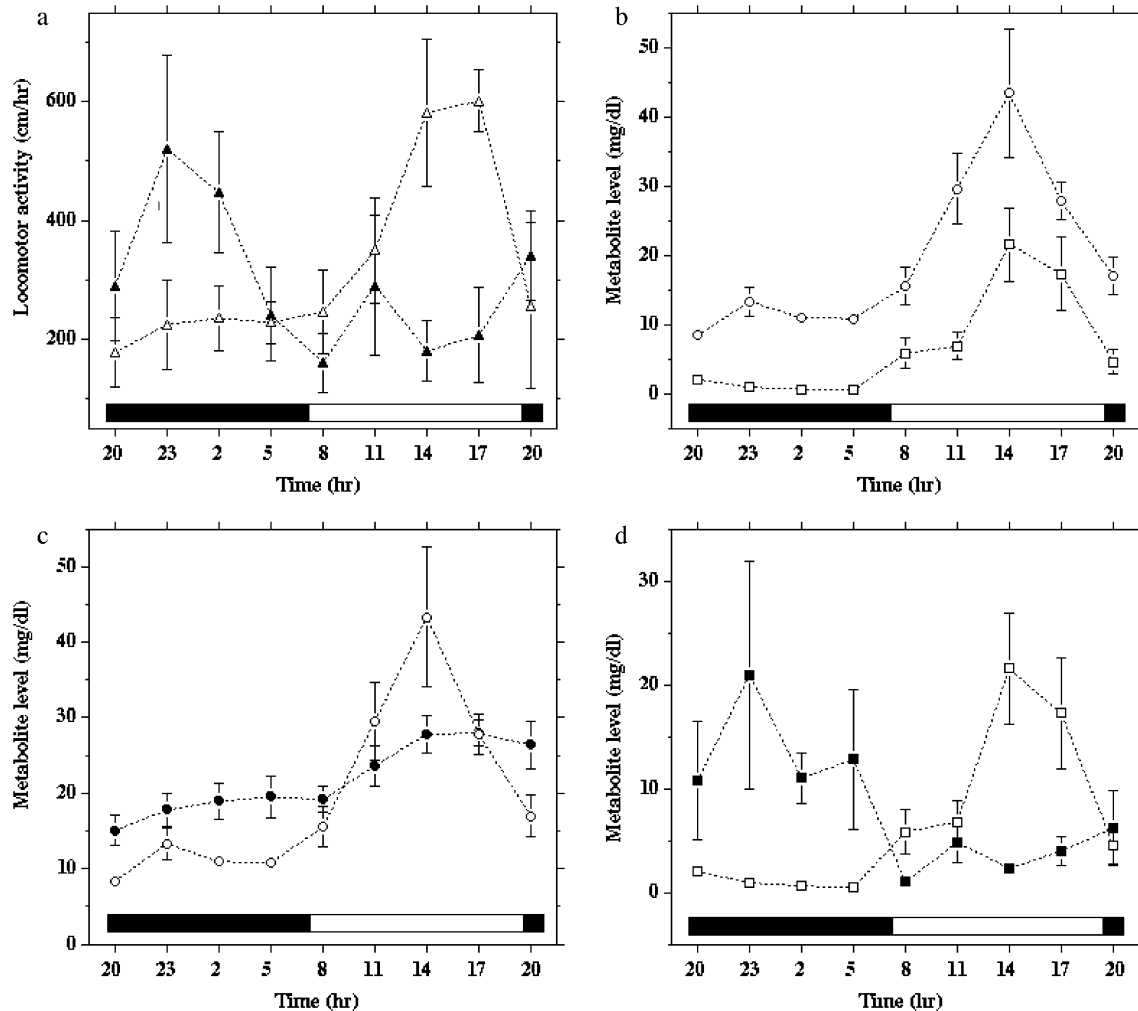 a
Locomotor activity (cm/hr)
600
400
200
20 23 2 5 8 11 14 17 20
Time (hr)
b
Metabolite level (mg/dl)
50
40
30
20
10
0
20 23 2 5 8 11 14 17 20
Time (hr)
c
Metabolite level (mg/dl)
50
40
30
20
10
0
20 23 2 5 8 11 14 17 20
Time (hr)
d
Metabolite level (mg/dl)
30
20
10
0
20 23 2 5 8 11 14 17 20
Time (hr)